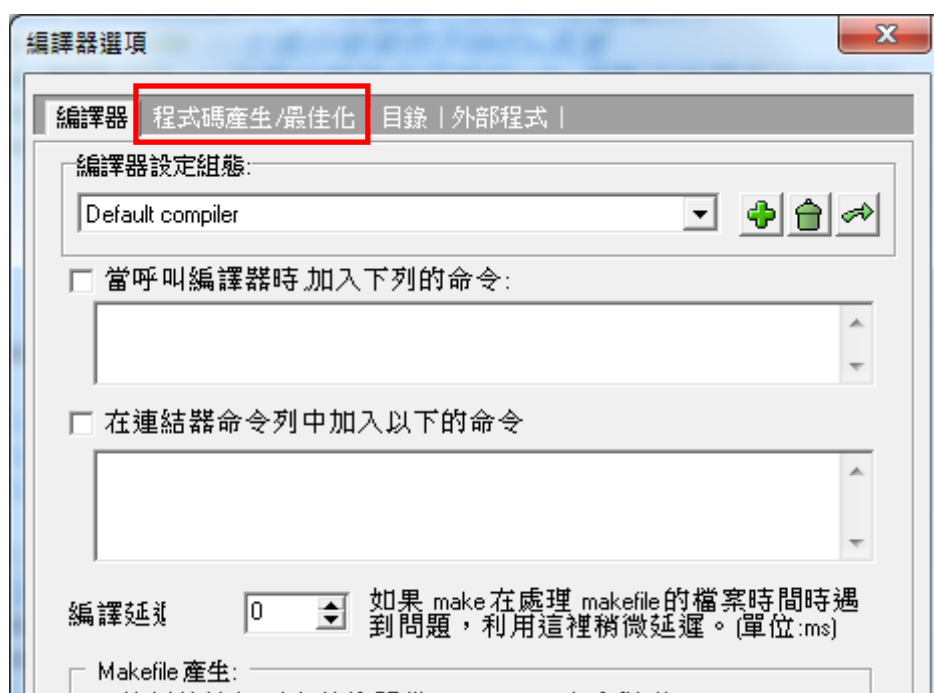 編譯器選項
編譯器 程式碼產生/最佳化 目錄 | 外部程式 |
編譯器設定組態:
Default compiler
當呼叫編譯器時,加入下列的命令:
在連結器命令列中加入以下的命令
編譯延
0
如果 make 在處理 makefile 的檔案時間時遇
到問題，利用這裡稍微延遲。(單位:ms)
Makefile 產生: